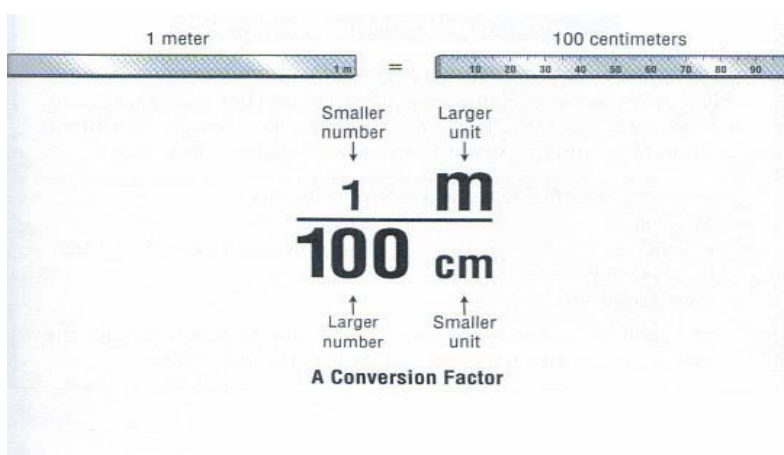 1 meter
100 centimeters
1 m
=
10 20 30 40 50 60 70 80 90
Smaller
number
Larger
unit
1 m
100 cm
Larger
number
Smaller
unit
A Conversion Factor